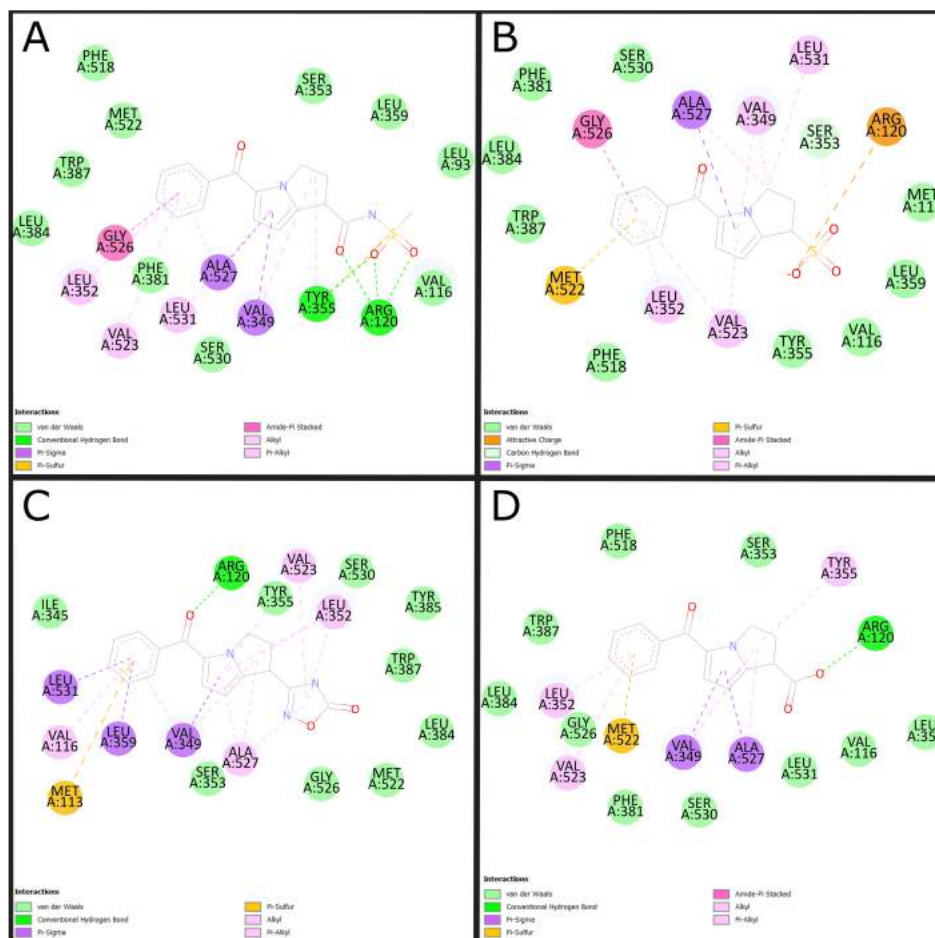 A
PHE
A:518
MET
A:522
TRP
A:387
LEU
A:384
GLY
A:526
LEU
A:352
PHE
A:381
VAL
A:523
LEU
A:531
SER
A:530
ALA
A:527
VAL
A:349
TYR
A:355
ARG
A:120
VAL
A:116
SER
A:353
LEU
A:359
LEU
A:93
O
N
O
N
S
O
O
Interactions
van der Waals
Conventional Hydrogen Bond
Pi-Sigma
Pi-Sulfur
Amide-Pi Stacked
Alkyl
Pi-Alkyl
B
PHE
A:381
SER
A:530
ALA
A:527
VAL
A:349
LEU
A:531
GLY
A:526
SER
A:353
ARG
A:120
LEU
A:384
TRP
A:387
MET
A:11
MET
A:522
LEU
A:352
VAL
A:523
LEU
A:359
PHE
A:518
TYR
A:355
VAL
A:116
O
N
S
O
O
O
Interactions
van der Waals
Attractive Charge
Carbon Hydrogen Bond
Pi-Sigma
Pi-Sulfur
Amide-Pi Stacked
Alkyl
Pi-Alkyl
C
ARG
A:120
VAL
A:523
SER
A:530
ILE
A:345
TYR
A:355
LEU
A:352
TYR
A:385
LEU
A:531
TRP
A:387
VAL
A:116
LEU
A:359
VAL
A:349
ALA
A:527
LEU
A:384
MET
A:113
SER
A:353
GLY
A:526
MET
A:522
O
N
N
N
O
O
Interactions
van der Waals
Conventional Hydrogen Bond
Pi-Sigma
Pi-Sulfur
Alkyl
Pi-Alkyl
D
PHE
A:518
SER
A:353
TYR
A:355
TRP
A:387
ARG
A:120
LEU
A:384
LEU
A:352
GLY
A:526
MET
A:522
VAL
A:523
VAL
A:349
ALA
A:527
LEU
A:531
VAL
A:116
LEU
A:35
PHE
A:381
SER
A:530
O
N
O
O
Interactions
van der Waals
Conventional Hydrogen Bond
Pi-Sigma
Pi-Sulfur
Amide-Pi Stacked
Alkyl
Pi-Alkyl